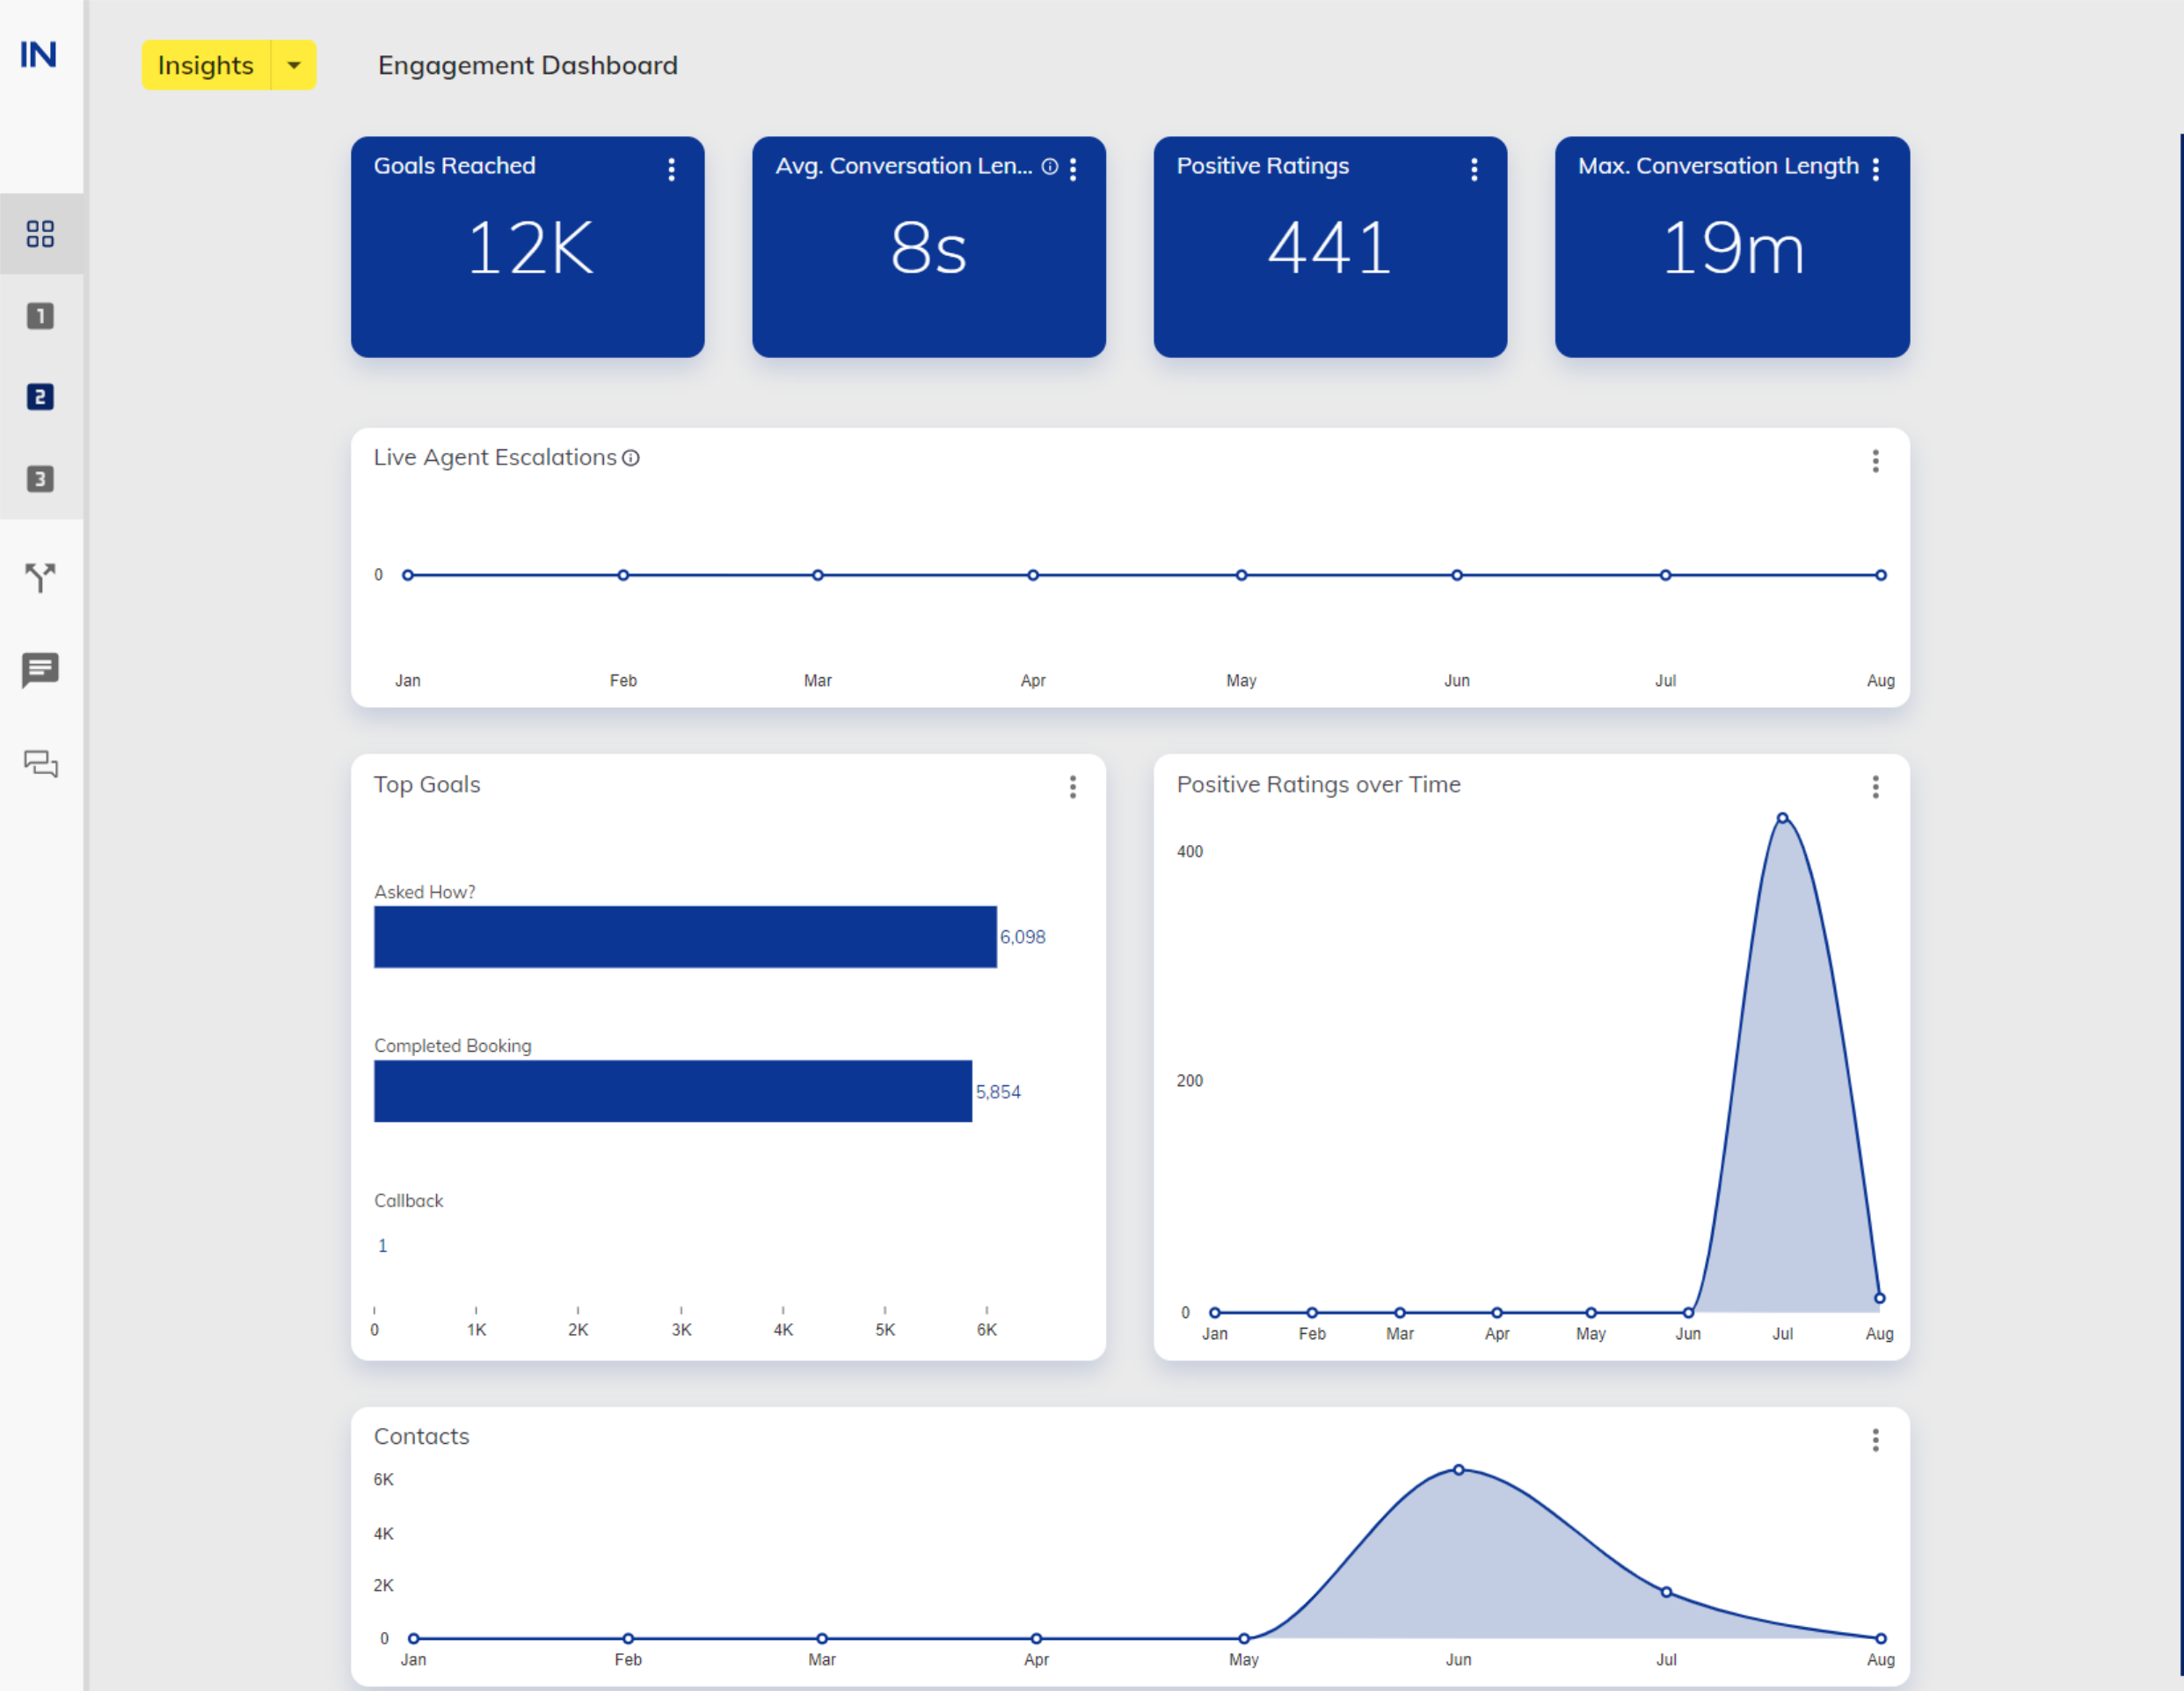 IN
Insights
Engagement Dashboard
1
2
3
Goals Reached
12K
Avg. Conversation Len...
8s
Positive Ratings
441
Max. Conversation Length
19m
Live Agent Escalations
0
Jan Feb Mar Apr May Jun Jul Aug
Top Goals
Asked How?
6,098
Completed Booking
5,854
Callback
1
0 1K 2K 3K 4K 5K 6K
Positive Ratings over Time
400
200
0
Jan Feb Mar Apr May Jun Jul Aug
Contacts
6K
4K
2K
0
Jan Feb Mar Apr May Jun Jul Aug